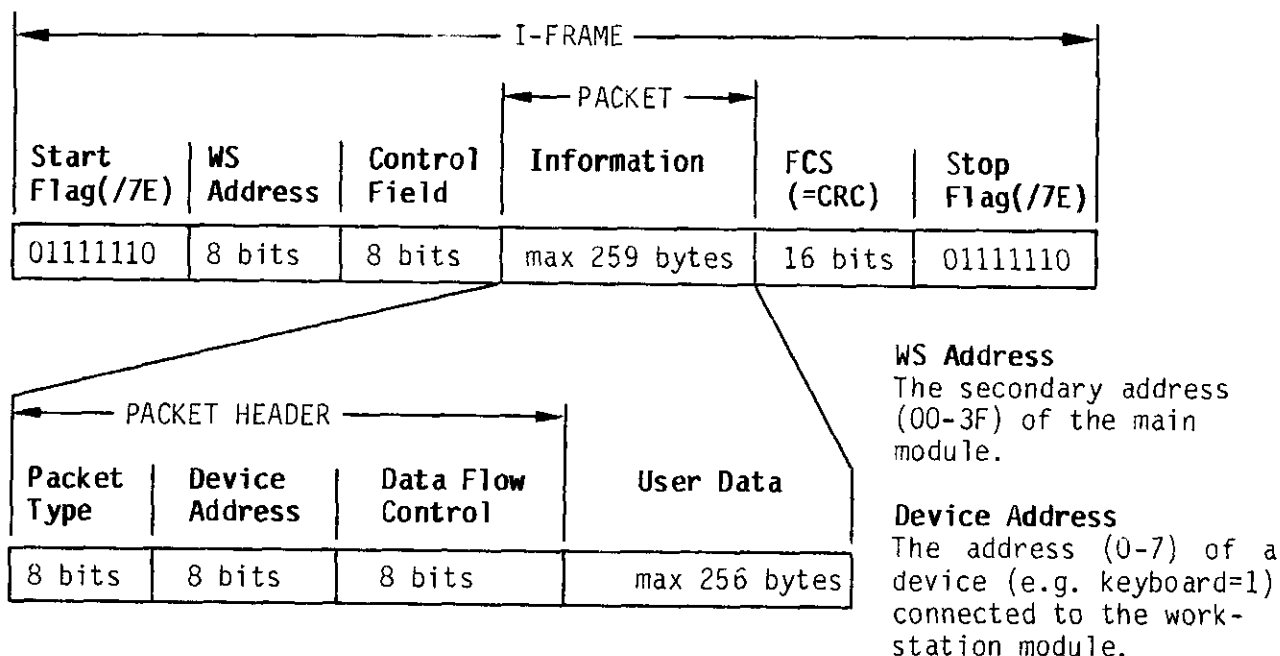 I-FRAME
PACKET
Start Flag(/7E)
WS Address
Control Field
Information
FCS (=CRC)
Stop Flag(/7E)
01111110
8 bits
8 bits
max 259 bytes
16 bits
01111110
PACKET HEADER
Packet Type
Device Address
Data Flow Control
User Data
8 bits
8 bits
8 bits
max 256 bytes
WS Address
The secondary address
(00-3F) of the main
module.
Device Address
The address (0-7) of a
device (e.g. keyboard=1)
connected to the work-
station module.